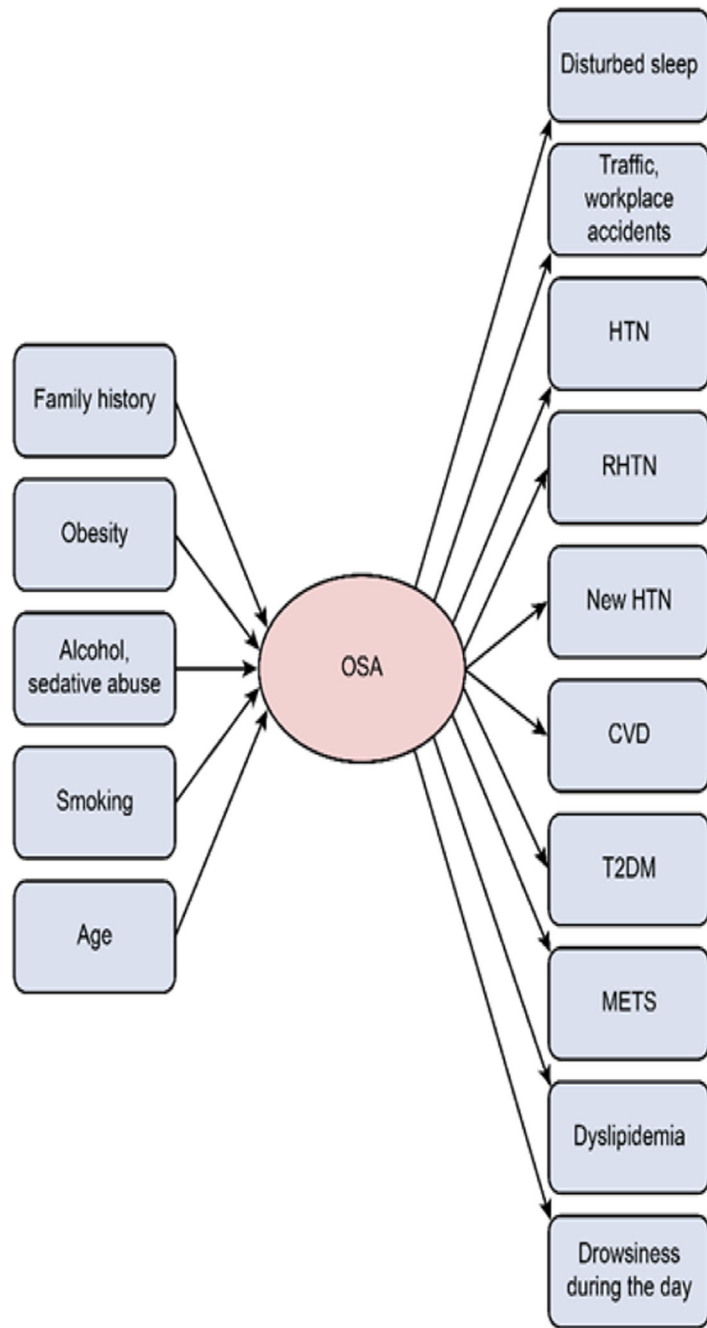 Family history
Obesity
Alcohol,
sedative abuse
Smoking
Age
OSA
Disturbed sleep
Traffic,
workplace
accidents
HTN
RHTN
New HTN
CVD
T2DM
METS
Dyslipidemia
Drowsiness
during the day